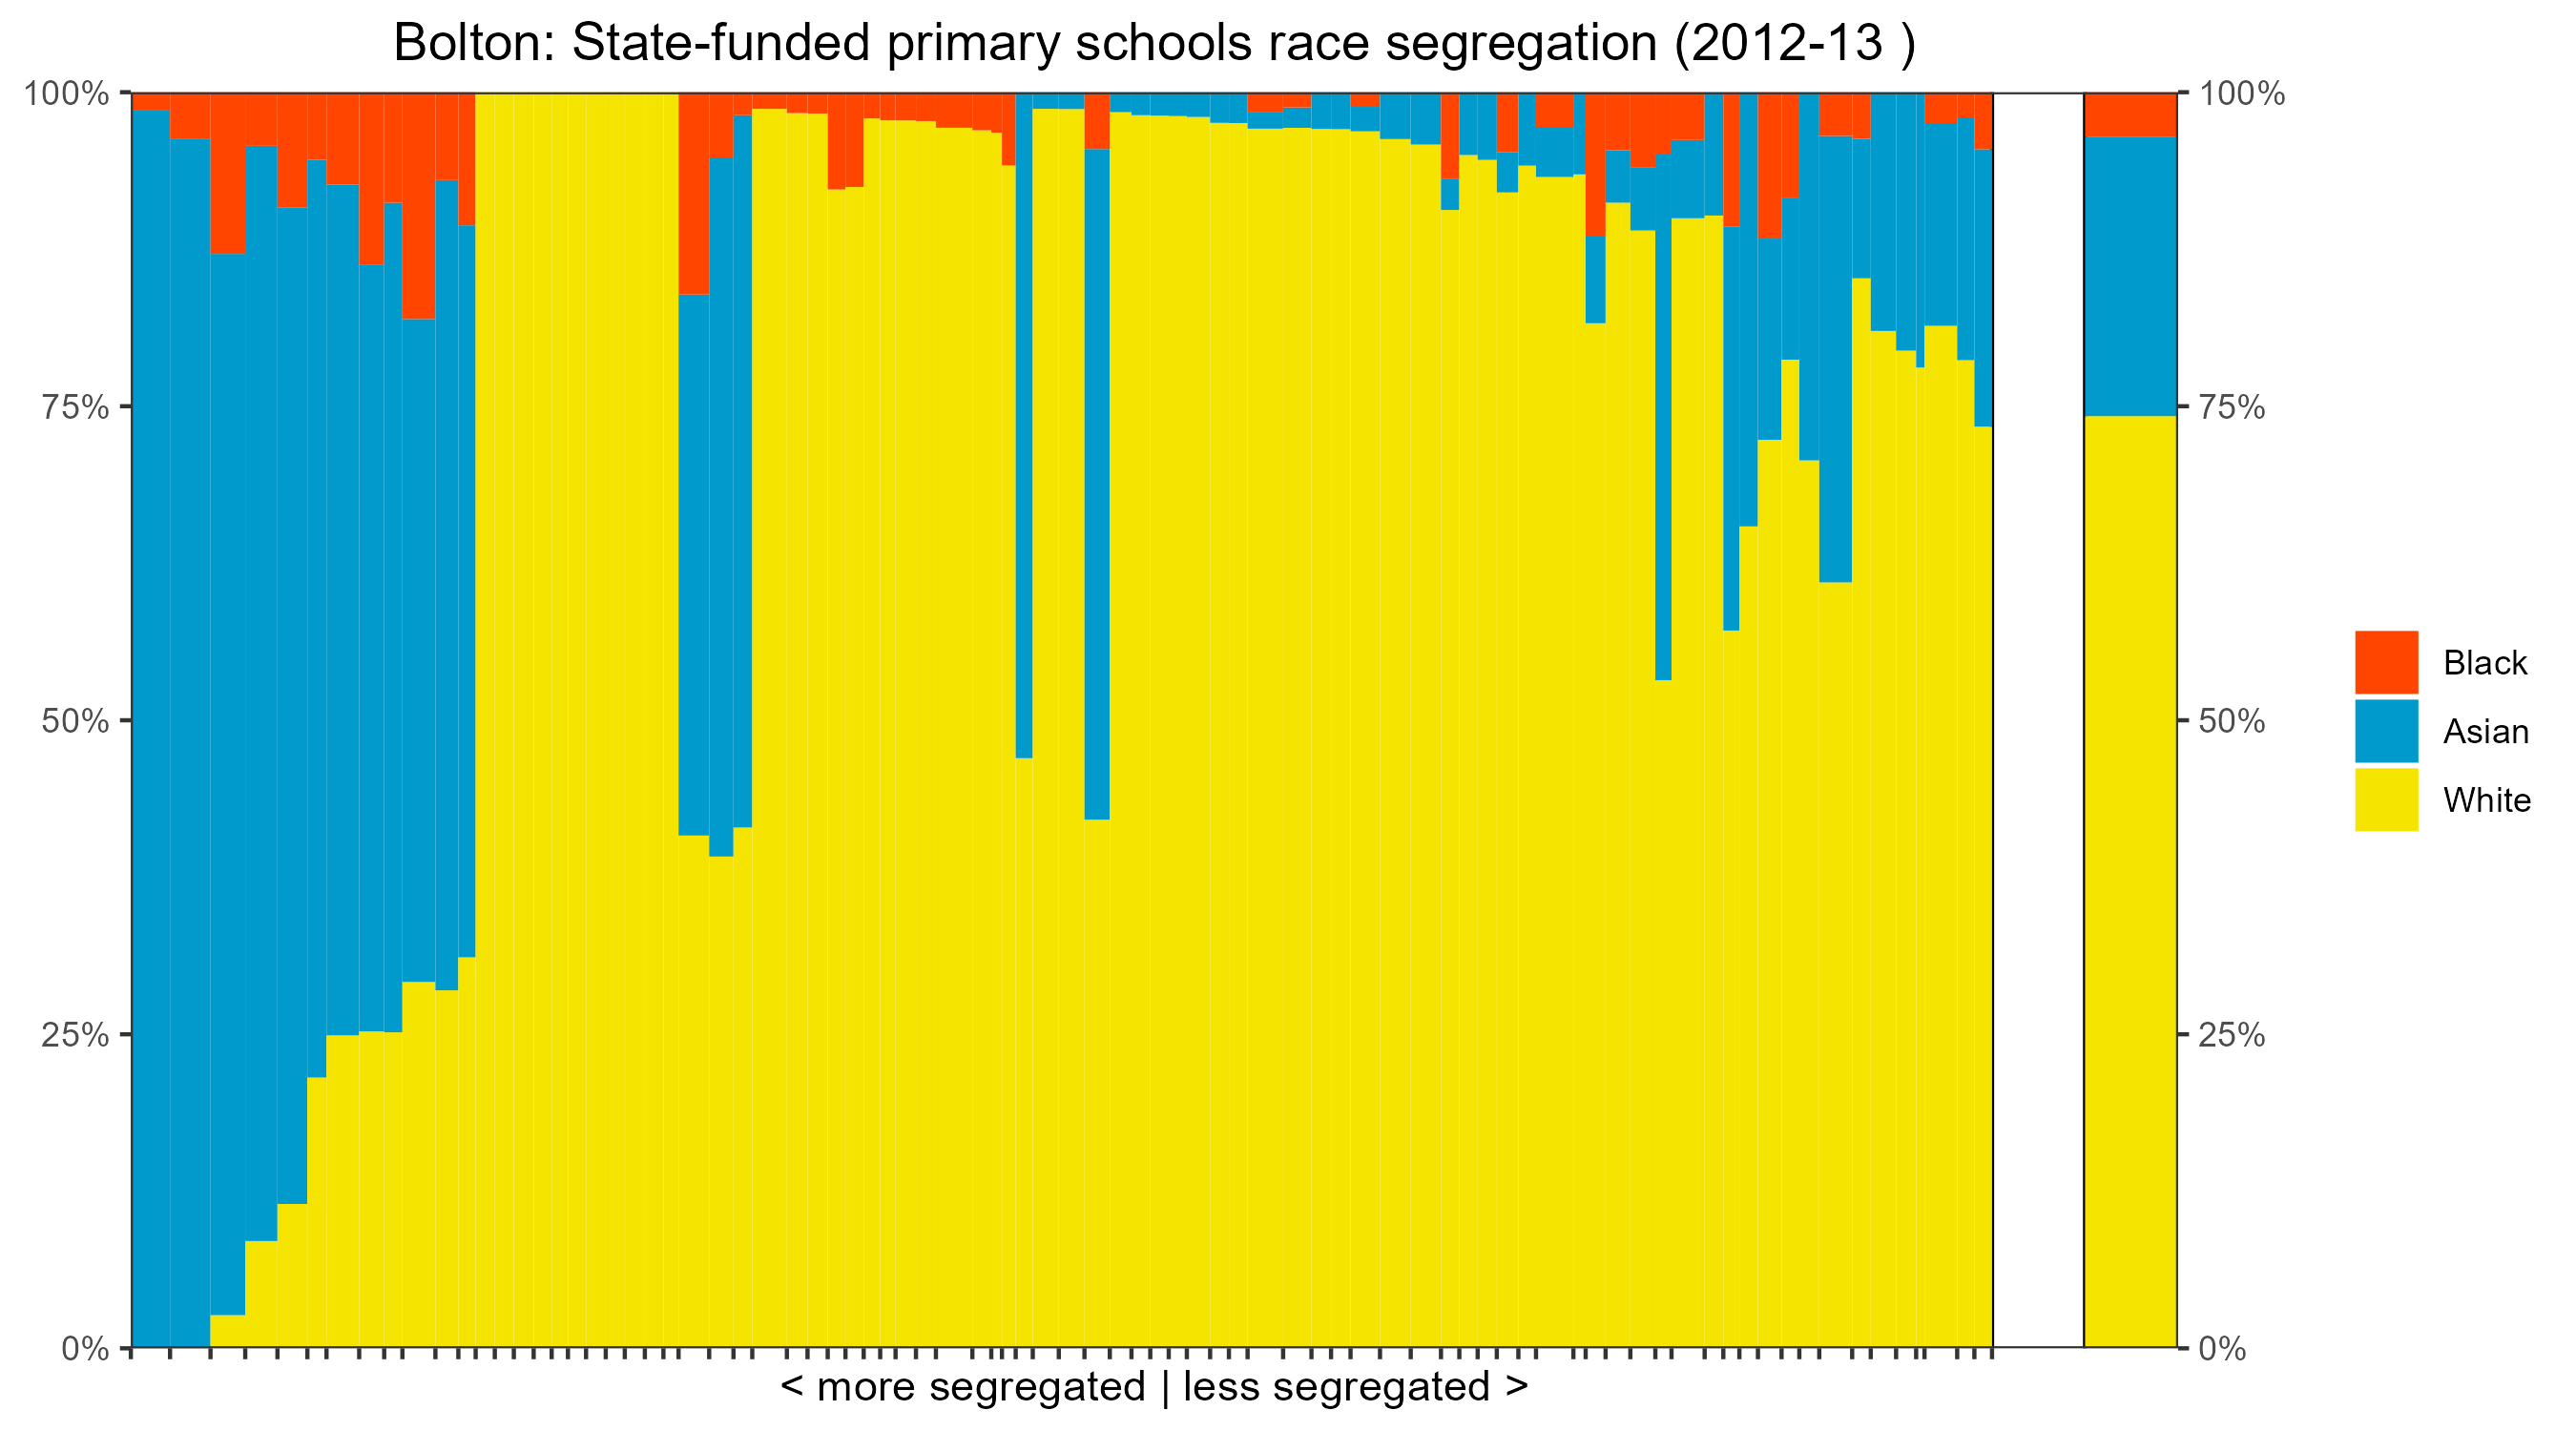 Bolton: State-funded primary schools race segregation (2012-13 )
100%
75%
50%
25%
0%
100%
75%
50%
25%
0%
Black
Asian
White
< more segregated | less segregated >